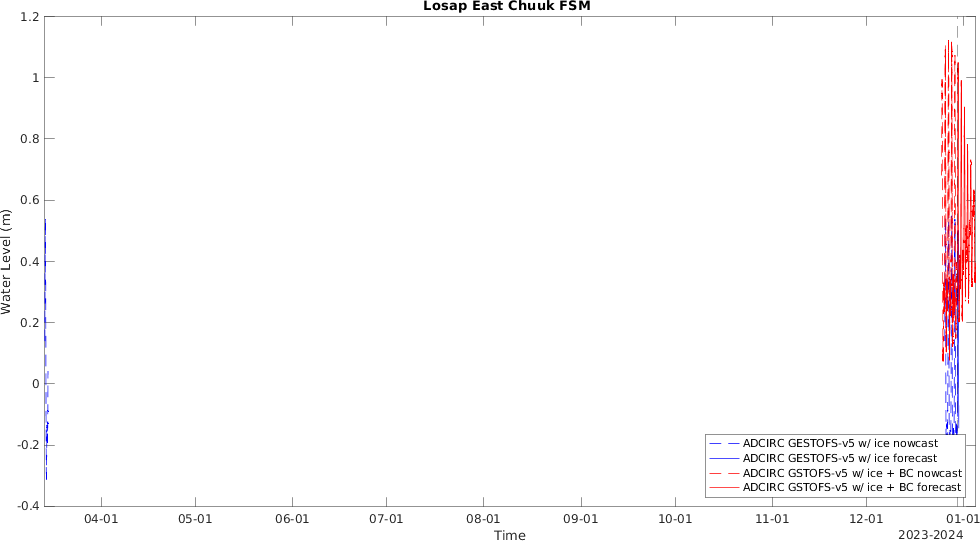 Losap East Chuuk FSM
1.2
1
0.8
0.6
0.4
0.2
0
-0.2
-0.4
Water Level (m)
ADCIRC GESTOFS-v5 w/ ice nowcast
ADCIRC GESTOFS-v5 w/ ice forecast
ADCIRC GSTOFS-v5 w/ ice + BC nowcast
ADCIRC GSTOFS-v5 w/ ice + BC forecast
04-01 05-01 06-01 07-01 08-01 09-01 10-01 11-01 12-01 01-01
Time
2023-2024